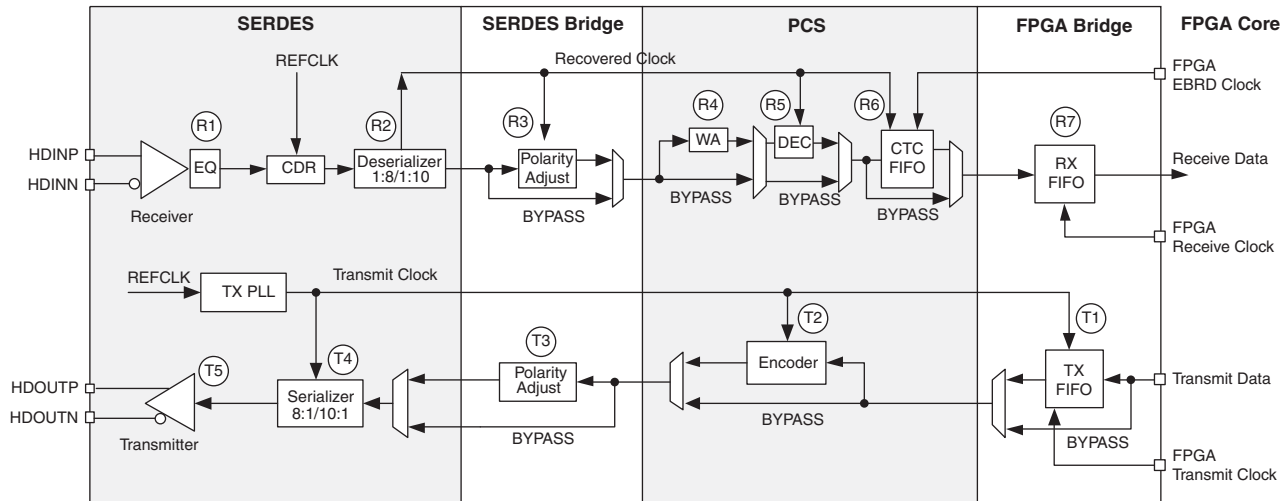 SERDES
SERDES Bridge
PCS
FPGA Bridge
FPGA Core
REFCLK
Recovered Clock
FPGA
EBRD Clock
R1
R2
R3
R4
R5
R6
R7
HDINP
HDINN
EQ
CDR
Deserializer
1:8/1:10
Polarity
Adjust
WA
DEC
CTC
FIFO
RX
FIFO
Receive Data
BYPASS
BYPASS
BYPASS
BYPASS
Receiver
FPGA
Receive Clock
REFCLK
TX PLL
Transmit Clock
T1
T2
T3
T4
T5
HDOUTP
HDOUTN
Transmitter
Serializer
8:1/10:1
Polarity
Adjust
Encoder
TX
FIFO
Transmit Data
BYPASS
BYPASS
BYPASS
FPGA
Transmit Clock